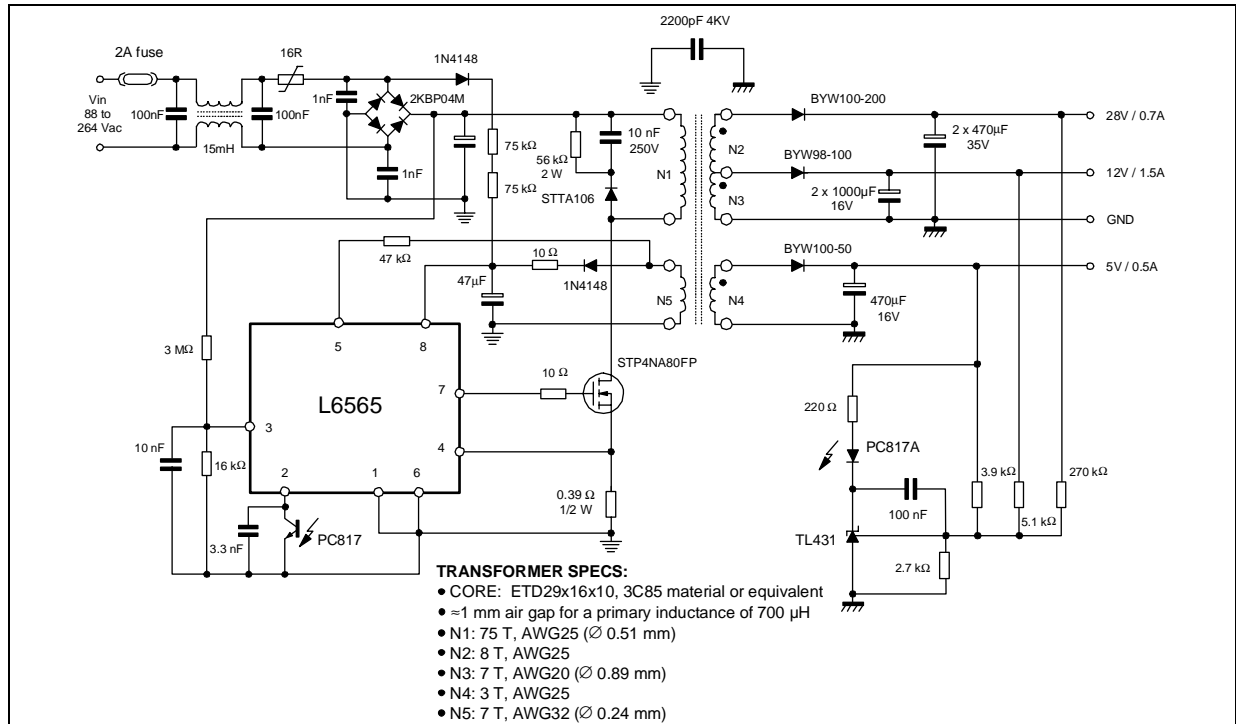 2200pF 4KV
2A fuse
16R
1N4148
BYW100-200
28V / 0.7A
Vin
88 to
264 Vac
100nF
100nF
15mH
1nF
2KBP04M
1nF
75 kΩ
75 kΩ
56 kΩ
2 W
10 nF
250V
STTA106
N1
N2
N3
2 x 470µF
35V
BYW98-100
12V / 1.5A
2 x 1000µF
16V
GND
47 kΩ
10 Ω
1N4148
47µF
N5
N4
BYW100-50
5V / 0.5A
470µF
16V
3 MΩ
5
8
L6565
7
10 Ω
STP4NA80FP
3
4
10 nF
16 kΩ
2
1
6
3.3 nF
PC817
0.39 Ω
1/2 W
220 Ω
PC817A
100 nF
TL431
2.7 kΩ
3.9 kΩ
5.1 kΩ
270 kΩ
TRANSFORMER SPECS:
● CORE: ETD29x16x10, 3C85 material or equivalent
● ≈1 mm air gap for a primary inductance of 700 µH
● N1: 75 T, AWG25 (∅ 0.51 mm)
● N2: 8 T, AWG25
● N3: 7 T, AWG20 (∅ 0.89 mm)
● N4: 3 T, AWG25
● N5: 7 T, AWG32 (∅ 0.24 mm)